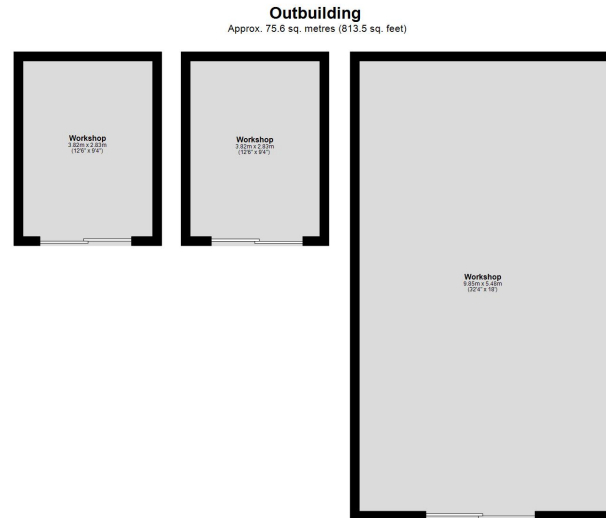 Outbuilding
Approx. 75.6 sq. metres (813.5 sq. feet)
Workshop
3.82m x 2.83m
(12'6" x 9'4")
Workshop
3.82m x 2.83m
(12'6" x 9'4")
Workshop
9.85m x 5.48m
(32'4" x 18')